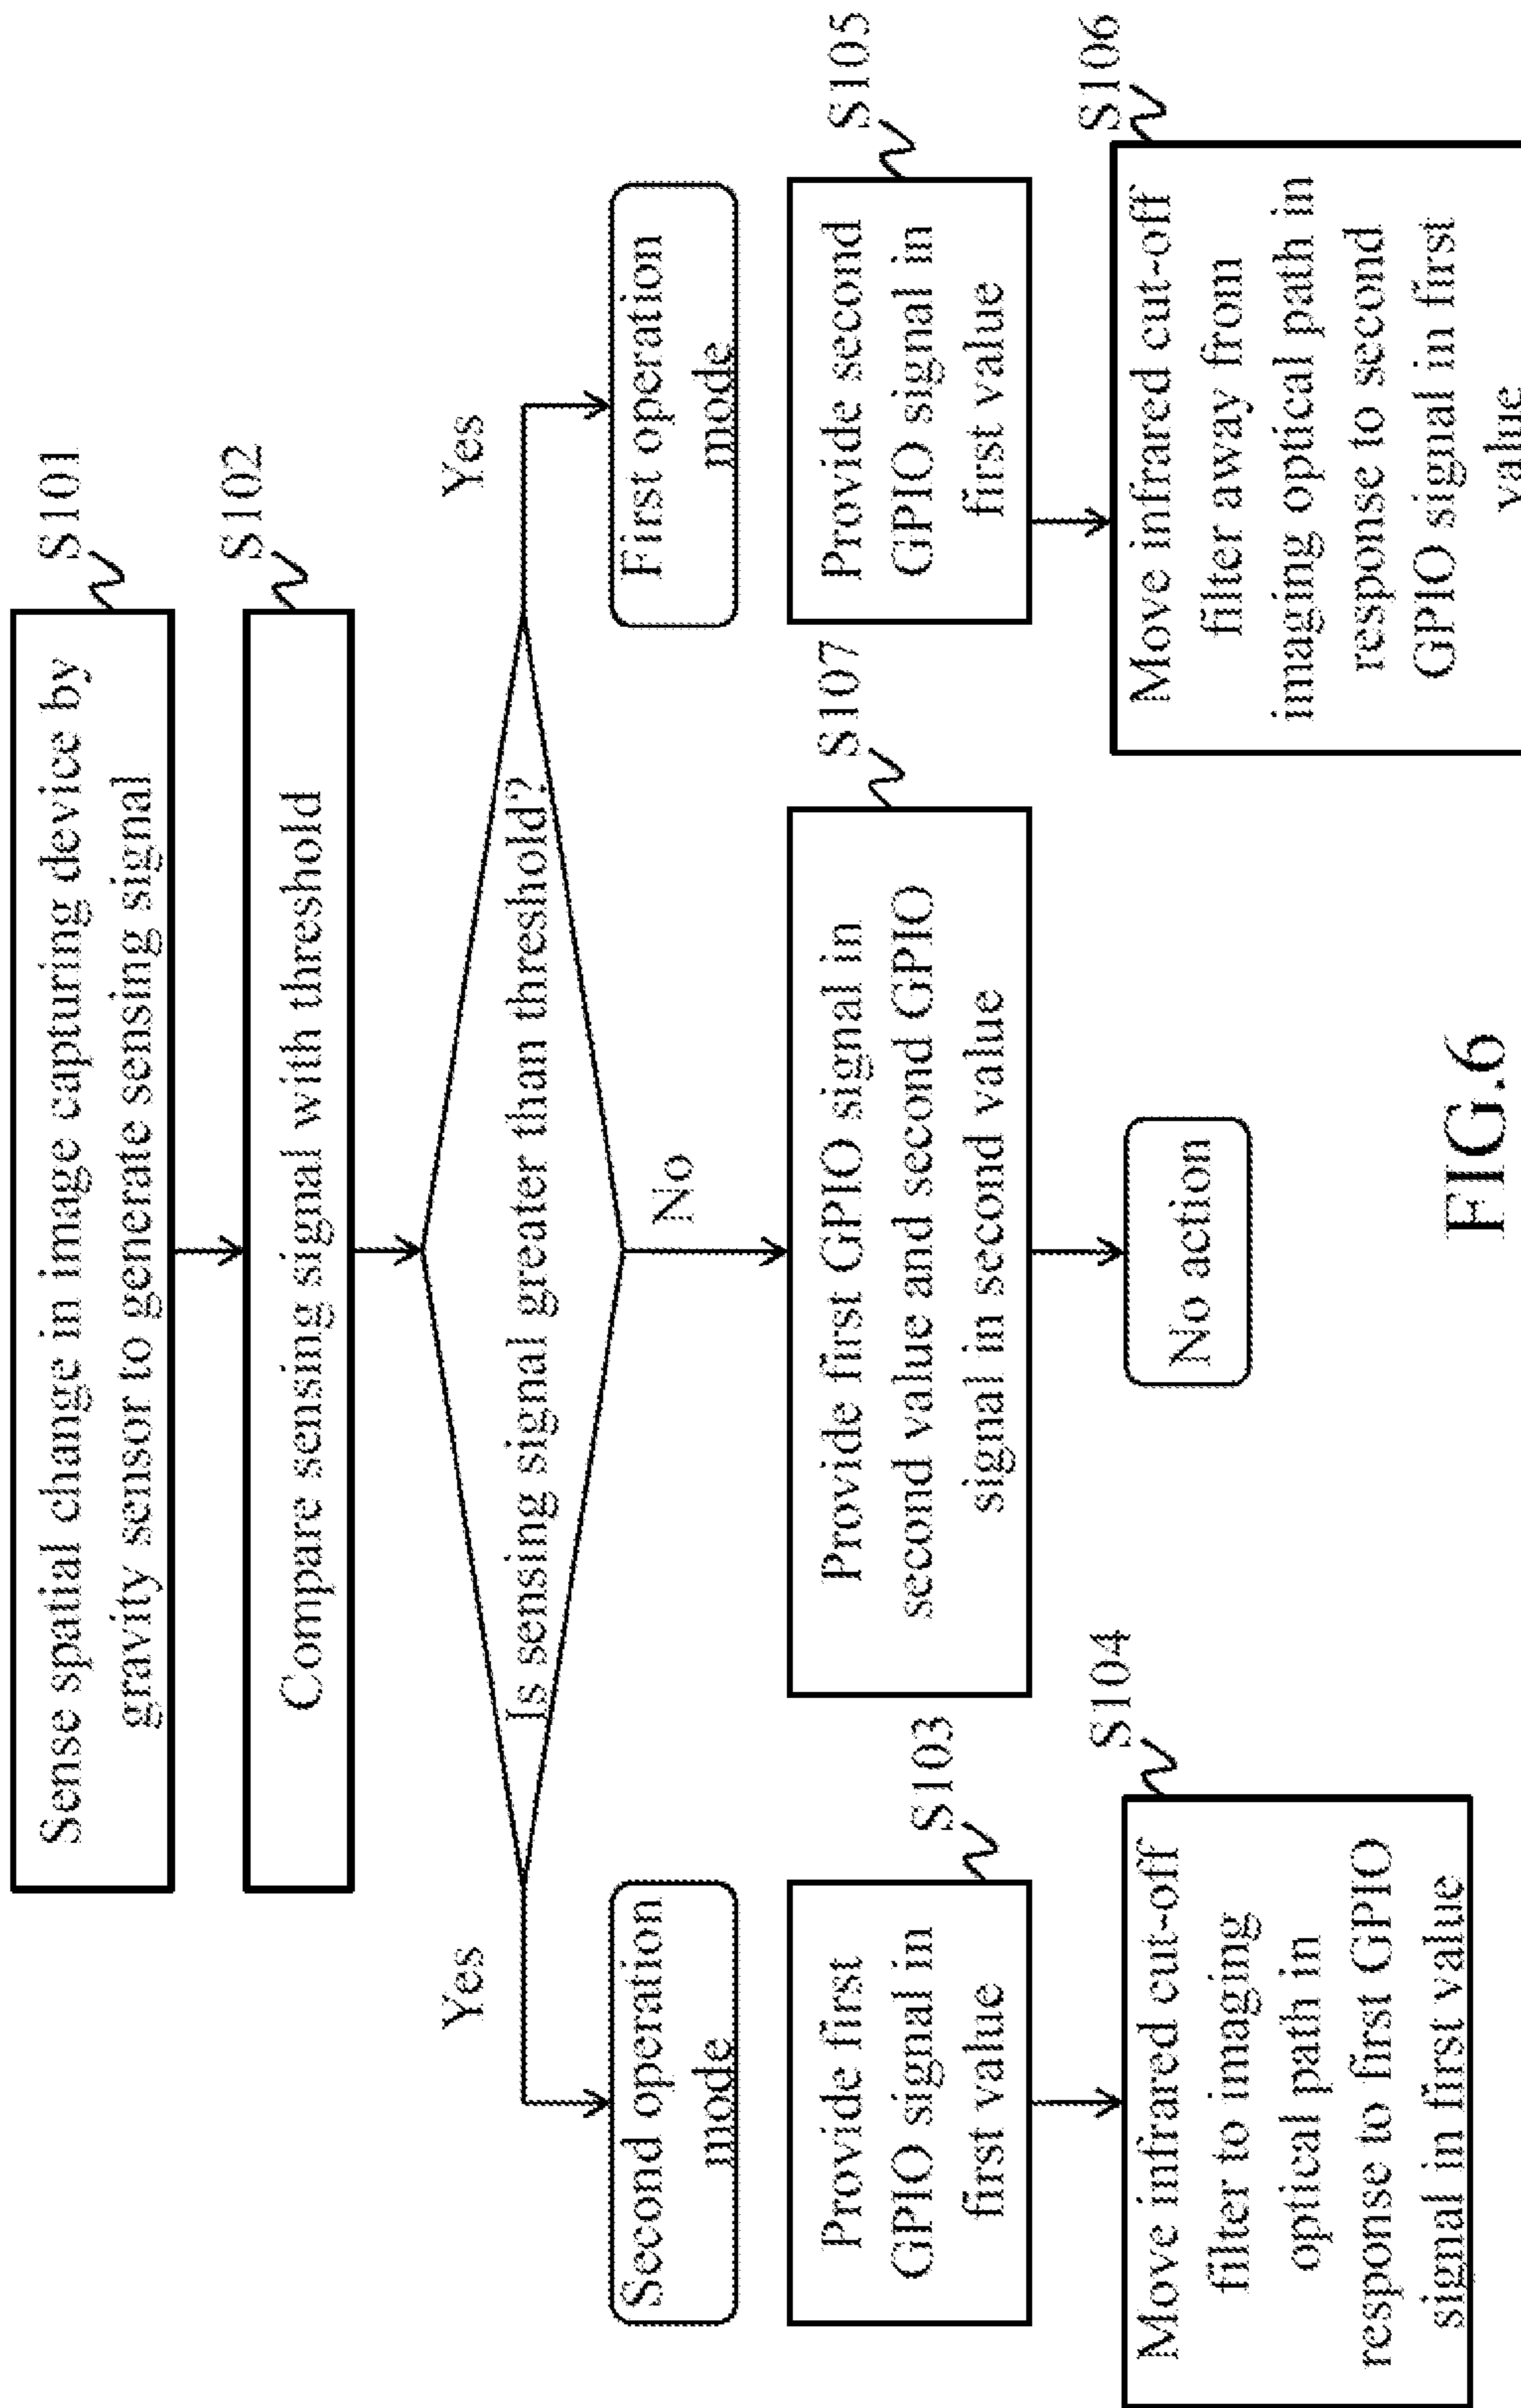 Sense spatial change in image capturing device by
gravity sensor to generate sensing signal
S101
Compare sensing signal with threshold
S102
Is sensing signal greater than threshold?
Yes
No
Yes
Second operation
mode
First operation
mode
Provide first
GPIO signal in
first value
S103
Provide first GPIO signal in
second value and second GPIO
signal in second value
S107
Provide second
GPIO signal in
first value
S105
Move infrared cut-off
filter to imaging
optical path in
response to first GPIO
signal in first value
S104
No action
Move infrared cut-off
filter away from
imaging optical path in
response to second
GPIO signal in first
value
S106
FIG.6